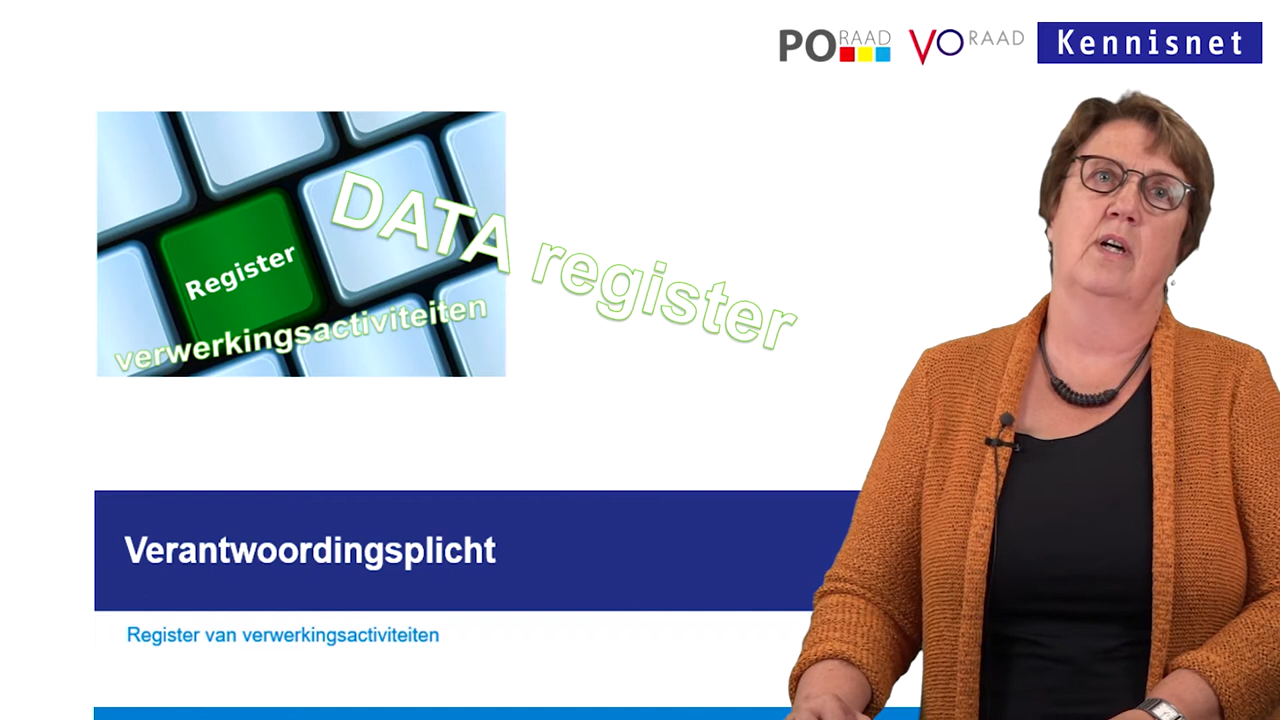 PO RAAD
VO RAAD
Kennisnet
Register
DATA register
verwerkingsactiviteiten
Verantwoordingsplicht
Register van verwerkingsactiviteiten